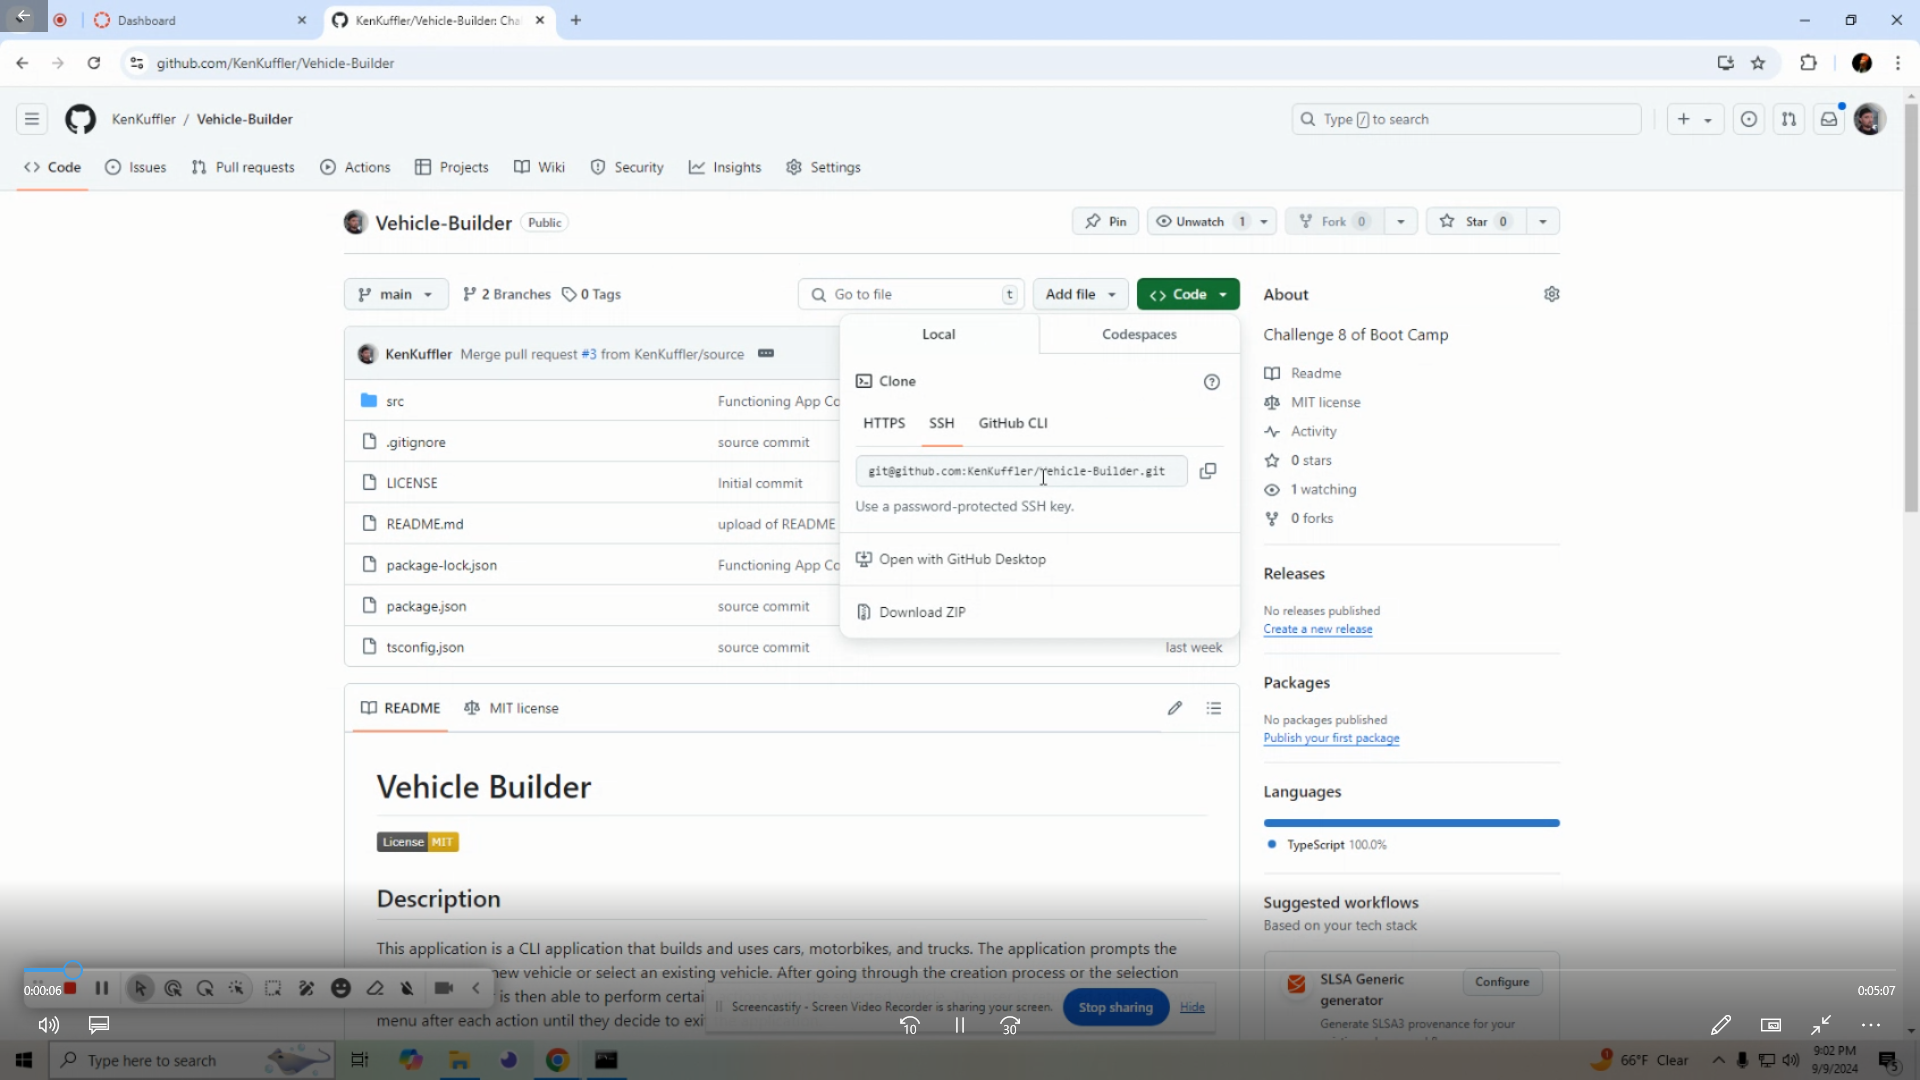 Dashboard
KenKuffler/Vehicle-Builder: Cha
github.com/KenKuffler/Vehicle-Builder
KenKuffler / Vehicle-Builder
Type / to search
Code Issues Pull requests Actions Projects Wiki Security Insights Settings
Vehicle-Builder Public
Pin Unwatch 1 Fork 0 Star 0
main 2 Branches 0 Tags Go to file t Add file Code
Local Codespaces
Clone
HTTPS SSH GitHub CLI
git@github.com:KenKuffler/Vehicle-Builder.git
Use a password-protected SSH key.
Open with GitHub Desktop
Download ZIP
KenKuffler Merge pull request #3 from KenKuffler/source
src Functioning App Co
.gitignore source commit
LICENSE Initial commit
README.md upload of README
package-lock.json Functioning App Co
package.json source commit
tsconfig.json source commit last week
About
Challenge 8 of Boot Camp
Readme
MIT license
Activity
0 stars
1 watching
0 forks
Releases
No releases published
Create a new release
Packages
No packages published
Publish your first package
Languages
TypeScript 100.0%
Suggested workflows
Based on your tech stack
SLSA Generic
generator
Configure
Generate SLSA3 provenance for your
README MIT license
Vehicle Builder
License MIT
Description
This application is a CLI application that builds and uses cars, motorbikes, and trucks. The application prompts the
new vehicle or select an existing vehicle. After going through the creation process or the selection
is then able to perform certai
menu after each action until they decide to exi
Screencastify - Screen Video Recorder is sharing your screen. Stop sharing Hide
0:00:06
0:05:07
10
30
Type here to search
1
66°F Clear
9:02 PM
9/9/2024
5